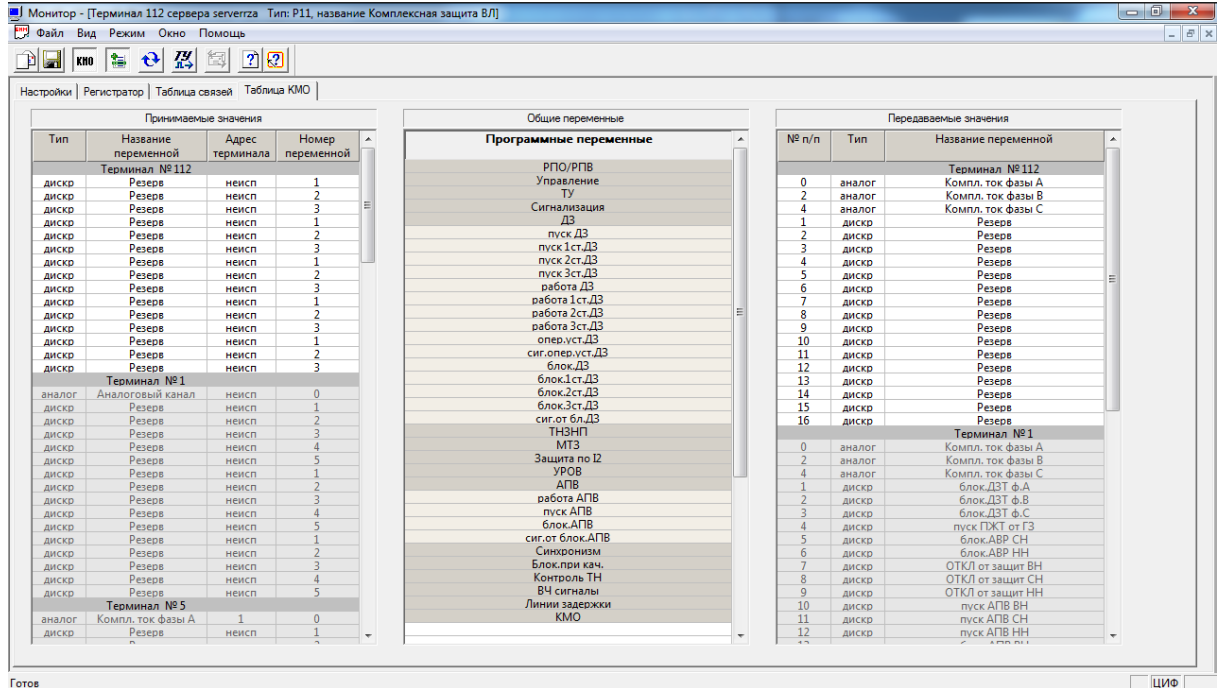 Монитор - [Терминал 112 сервера serverrza Тип: P11, название Комплексная защита ВЛ]
Файл Вид Режим Окно Помощь
КМО ТУ
Настройки Регистратор Таблица связей Таблица КМО
Принимаемые значения
Тип Название переменной Адрес терминала Номер переменной
Терминал №112
дискр Резерв неисп 1
дискр Резерв неисп 2
дискр Резерв неисп 3
дискр Резерв неисп 1
дискр Резерв неисп 2
дискр Резерв неисп 3
дискр Резерв неисп 1
дискр Резерв неисп 2
дискр Резерв неисп 3
дискр Резерв неисп 1
дискр Резерв неисп 2
дискр Резерв неисп 3
дискр Резерв неисп 1
дискр Резерв неисп 2
дискр Резерв неисп 3
Терминал №1
аналог Аналоговый канал неисп 0
дискр Резерв неисп 1
дискр Резерв неисп 2
дискр Резерв неисп 3
дискр Резерв неисп 4
дискр Резерв неисп 5
дискр Резерв неисп 1
дискр Резерв неисп 2
дискр Резерв неисп 3
дискр Резерв неисп 4
дискр Резерв неисп 5
дискр Резерв неисп 1
дискр Резерв неисп 2
дискр Резерв неисп 3
дискр Резерв неисп 4
дискр Резерв неисп 5
Терминал №5
аналог Компл. ток фазы А 1 0
дискр Резерв неисп 1
Общие переменные
Программные переменные
РПО/РПВ
Управление
ТУ
Сигнализация
ДЗ
пуск ДЗ
пуск 1ст.ДЗ
пуск 2ст.ДЗ
пуск 3ст.ДЗ
работа ДЗ
работа 1ст.ДЗ
работа 2ст.ДЗ
работа 3ст.ДЗ
опер.уст.ДЗ
сиг.опер.уст.ДЗ
блок.ДЗ
блок.1ст.ДЗ
блок.2ст.ДЗ
блок.3ст.ДЗ
сиг.от бл.ДЗ
ТНЗНП
МТЗ
Защита по I2
УРОВ
АПВ
работа АПВ
пуск АПВ
блок.АПВ
сиг.от блок.АПВ
Синхронизм
Блок.при кач.
Контроль ТН
ВЧ сигналы
Линии задержки
КМО
Передаваемые значения
№ п/п Тип Название переменной
Терминал №112
0 аналог Компл. ток фазы А
2 аналог Компл. ток фазы В
4 аналог Компл. ток фазы С
1 дискр Резерв
2 дискр Резерв
3 дискр Резерв
4 дискр Резерв
5 дискр Резерв
6 дискр Резерв
7 дискр Резерв
8 дискр Резерв
9 дискр Резерв
10 дискр Резерв
11 дискр Резерв
12 дискр Резерв
13 дискр Резерв
14 дискр Резерв
15 дискр Резерв
16 дискр Резерв
Терминал №1
0 аналог Компл. ток фазы А
2 аналог Компл. ток фазы В
4 аналог Компл. ток фазы С
1 дискр блок.ДЗТ ф.А
2 дискр блок.ДЗТ ф.В
3 дискр блок.ДЗТ ф.С
4 дискр пуск ПЖТ от ГЗ
5 дискр блок.АВР СН
6 дискр блок.АВР НН
7 дискр ОТКЛ от защит ВН
8 дискр ОТКЛ от защит СН
9 дискр ОТКЛ от защит НН
10 дискр пуск АПВ ВН
11 дискр пуск АПВ СН
12 дискр пуск АПВ НН
Готов
ЦИФ